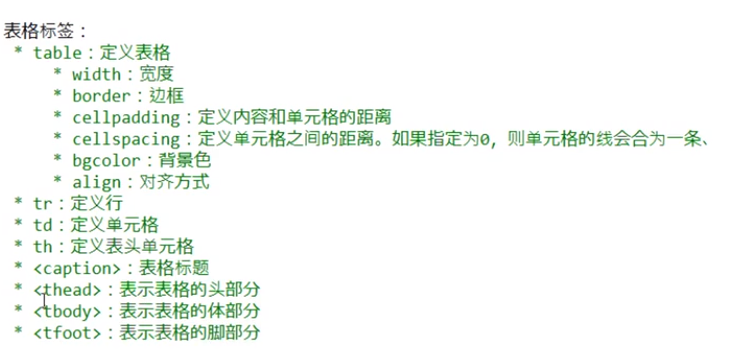 表格标签：
* table：定义表格
* width：宽度
* border：边框
* cellpadding：定义内容和单元格的距离
* cellspacing：定义单元格之间的距离。如果指定为0，则单元格的线会合为一条、
* bgcolor：背景色
* align：对齐方式
* tr：定义行
* td：定义单元格
* th：定义表头单元格
* <caption>：表格标题
* <thead>：表示表格的头部分
* <tbody>：表示表格的体部分
* <tfoot>：表示表格的脚部分